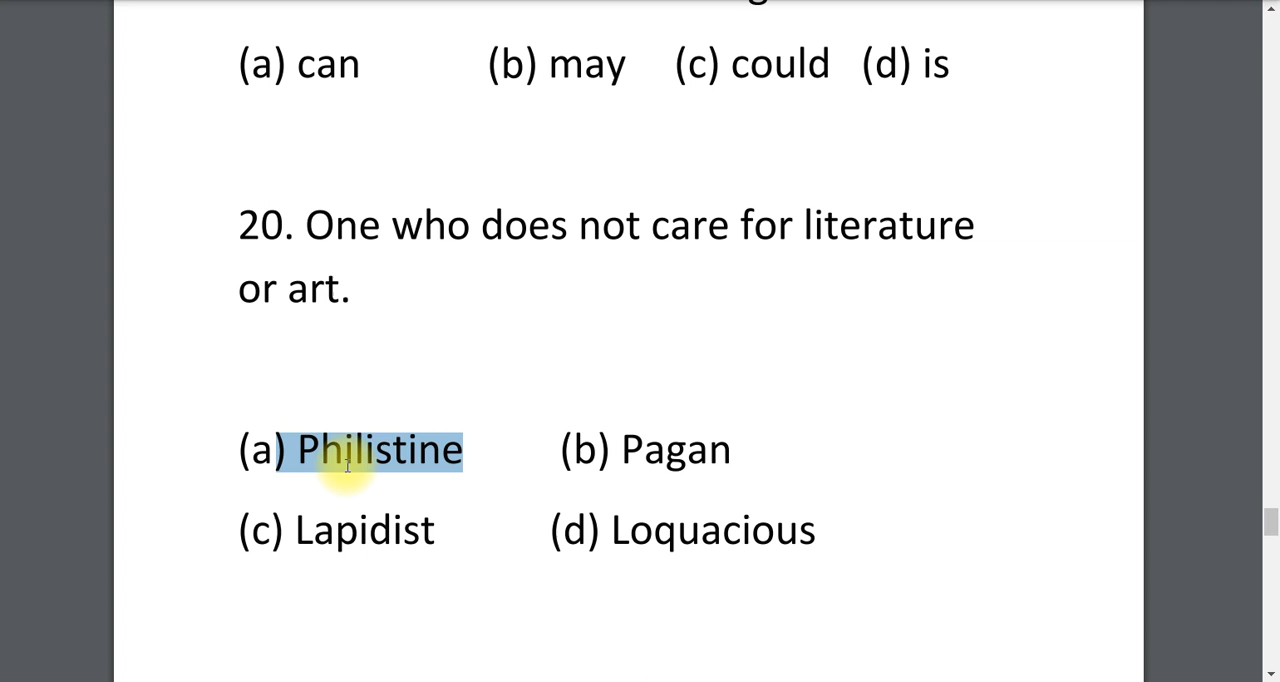 (a) can (b) may (c) could (d) is
20. One who does not care for literature
or art.
(a) Philistine (b) Pagan
(c) Lapidist (d) Loquacious